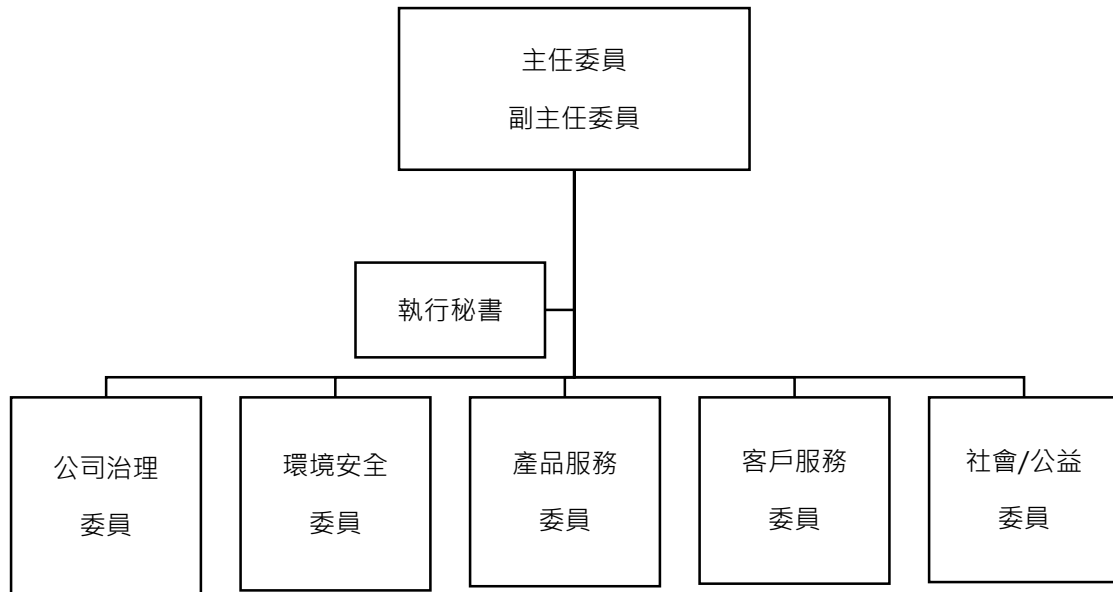 主任委員
副主任委員
執行秘書
公司治理
委員
環境安全
委員
產品服務
委員
客戶服務
委員
社會/公益
委員